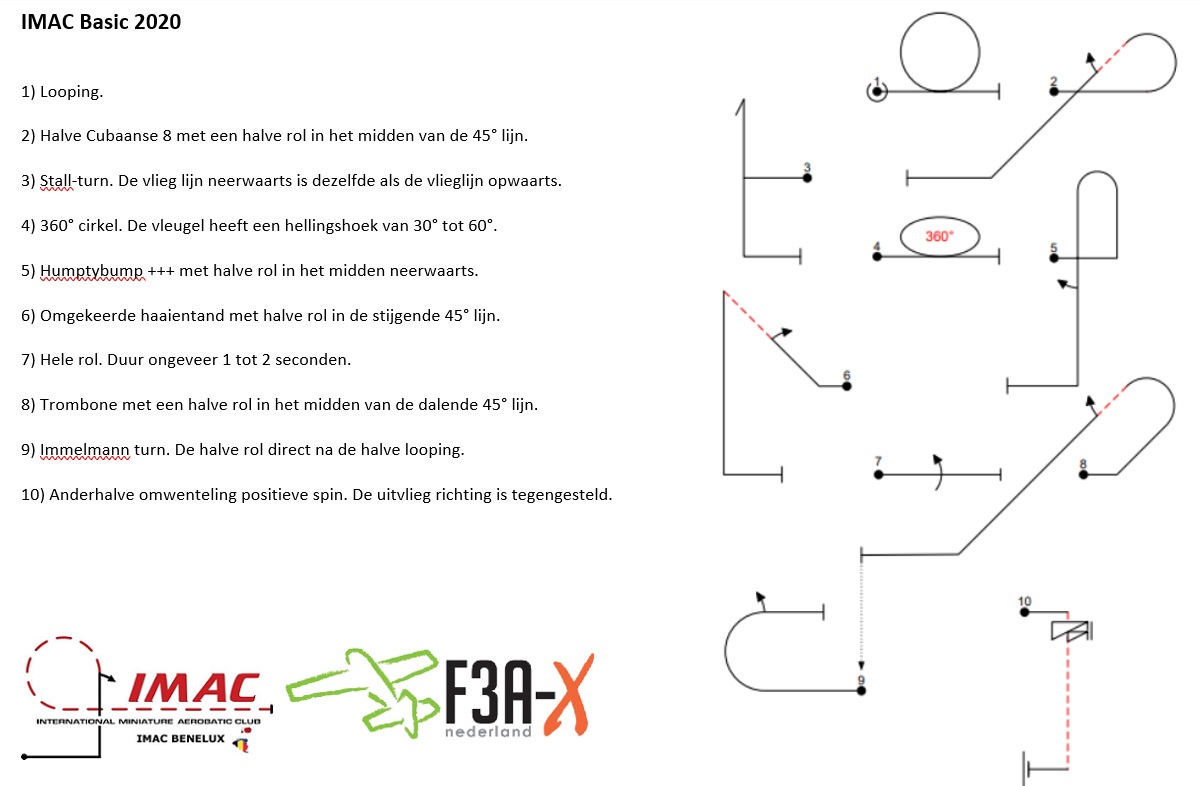 IMAC Basic 2020
1) Looping.
2) Halve Cubaanse 8 met een halve rol in het midden van de 45° lijn.
3) Stall-turn. De vlieg lijn neerwaarts is dezelfde als de vlieglijn opwaarts.
4) 360° cirkel. De vleugel heeft een hellingshoek van 30° tot 60°.
5) Humptybump +++ met halve rol in het midden neerwaarts.
6) Omgekeerde haaientand met halve rol in de stijgende 45° lijn.
7) Hele rol. Duur ongeveer 1 tot 2 seconden.
8) Trombone met een halve rol in het midden van de dalende 45° lijn.
9) Immelmann turn. De halve rol direct na de halve looping.
10) Anderhalve omwenteling positieve spin. De uitvlieg richting is tegengesteld.
1
2
3
4
360°
5
6
7
8
9
10
IMAC
INTERNATIONAL MINIATURE AEROBATIC CLUB
IMAC BENELUX
F3A-X
nederland